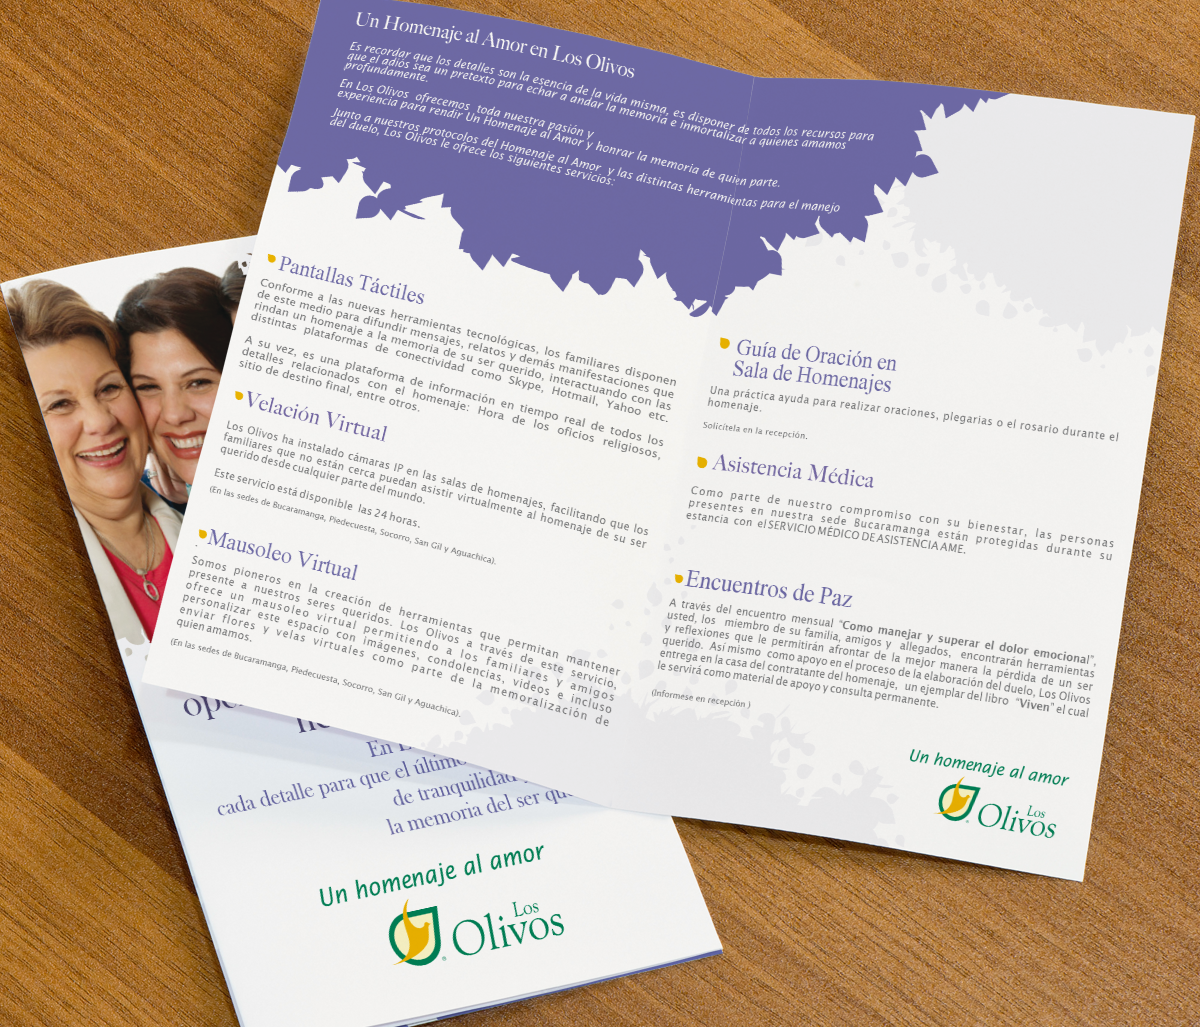 Un Homenaje al Amor en Los Olivos
Es recordar que los detalles son la esencia de la vida misma, es disponer de todos los recursos para
que el adiós sea un pretexto para echar a andar la memoria e inmortalizar a quienes amamos
profundamente.
En Los Olivos ofrecemos toda nuestra pasión y
experiencia para rendir Un Homenaje al Amor y honrar la memoria de quien parte.
Junto a nuestros protocolos del Homenaje al Amor y las distintas herramientas para el manejo
del duelo, Los Olivos le ofrece los siguientes servicios:
Pantallas Táctiles
Conforme a las nuevas herramientas tecnológicas, los familiares disponen
de este medio para difundir mensajes, relatos y demás manifestaciones que
rindan un homenaje a la memoria de su ser querido, interactuando con las
distintas plataformas de conectividad como Skype, Hotmail, Yahoo etc.
A su vez, es una plataforma de información en tiempo real de todos los
detalles relacionados con el homenaje: Hora de los oficios religiosos,
sitio de destino final, entre otros.
Velación Virtual
Los Olivos ha instalado cámaras IP en las salas de homenajes, facilitando que los
familiares que no están cerca puedan asistir virtualmente al homenaje de su ser
querido desde cualquier parte del mundo.
Este servicio está disponible las 24 horas.
(En las sedes de Bucaramanga, Piedecuesta, Socorro, San Gil y Aguachica).
Mausoleo Virtual
Somos pioneros en la creación de herramientas que permitan mantener
presente a nuestros seres queridos. Los Olivos a través de este servicio,
ofrece un mausoleo virtual permitiendo a los familiares y amigos
personalizar este espacio con imágenes, condolencias, videos e incluso
enviar flores y velas virtuales como parte de la memoralización de
quien amamos.
(En las sedes de Bucaramanga, Piedecuesta, Socorro, San Gil y Aguachica).
Guía de Oración en
Sala de Homenajes
Una práctica ayuda para realizar oraciones, plegarias o el rosario durante el
homenaje.
Solicítela en la recepción.
Asistencia Médica
Como parte de nuestro compromiso con su bienestar, las personas
presentes en nuestra sede Bucaramanga están protegidas durante su
estancia con el SERVICIO MÉDICO DE ASISTENCIA AME.
Encuentros de Paz
A través del encuentro mensual "Como manejar y superar el dolor emocional",
usted, los miembro de su familia, amigos y allegados, encontrarán herramientas
y reflexiones que le permitirán afrontar de la mejor manera la pérdida de un ser
querido. Así mismo como apoyo en el proceso de la elaboración del duelo, Los Olivos
entrega en la casa del contratante del homenaje, un ejemplar del libro "Viven" el cual
le servirá como material de apoyo y consulta permanente.
(Informese en recepción )
Un homenaje al amor
Los
Olivos
En
cada detalle para que el último
de tranquilidad
la memoria del ser
Un homenaje al amor
Los
Olivos